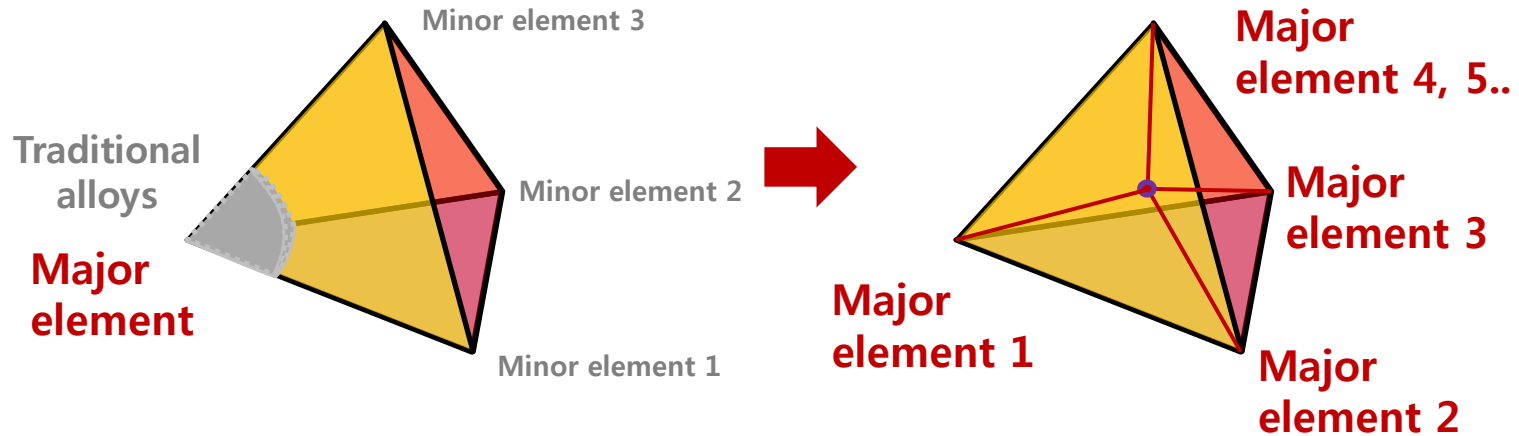 Minor element 3
Traditional
alloys
Minor element 2
Major
element
Minor element 1
Major
element 4, 5..
Major
element 3
Major
element 1
Major
element 2